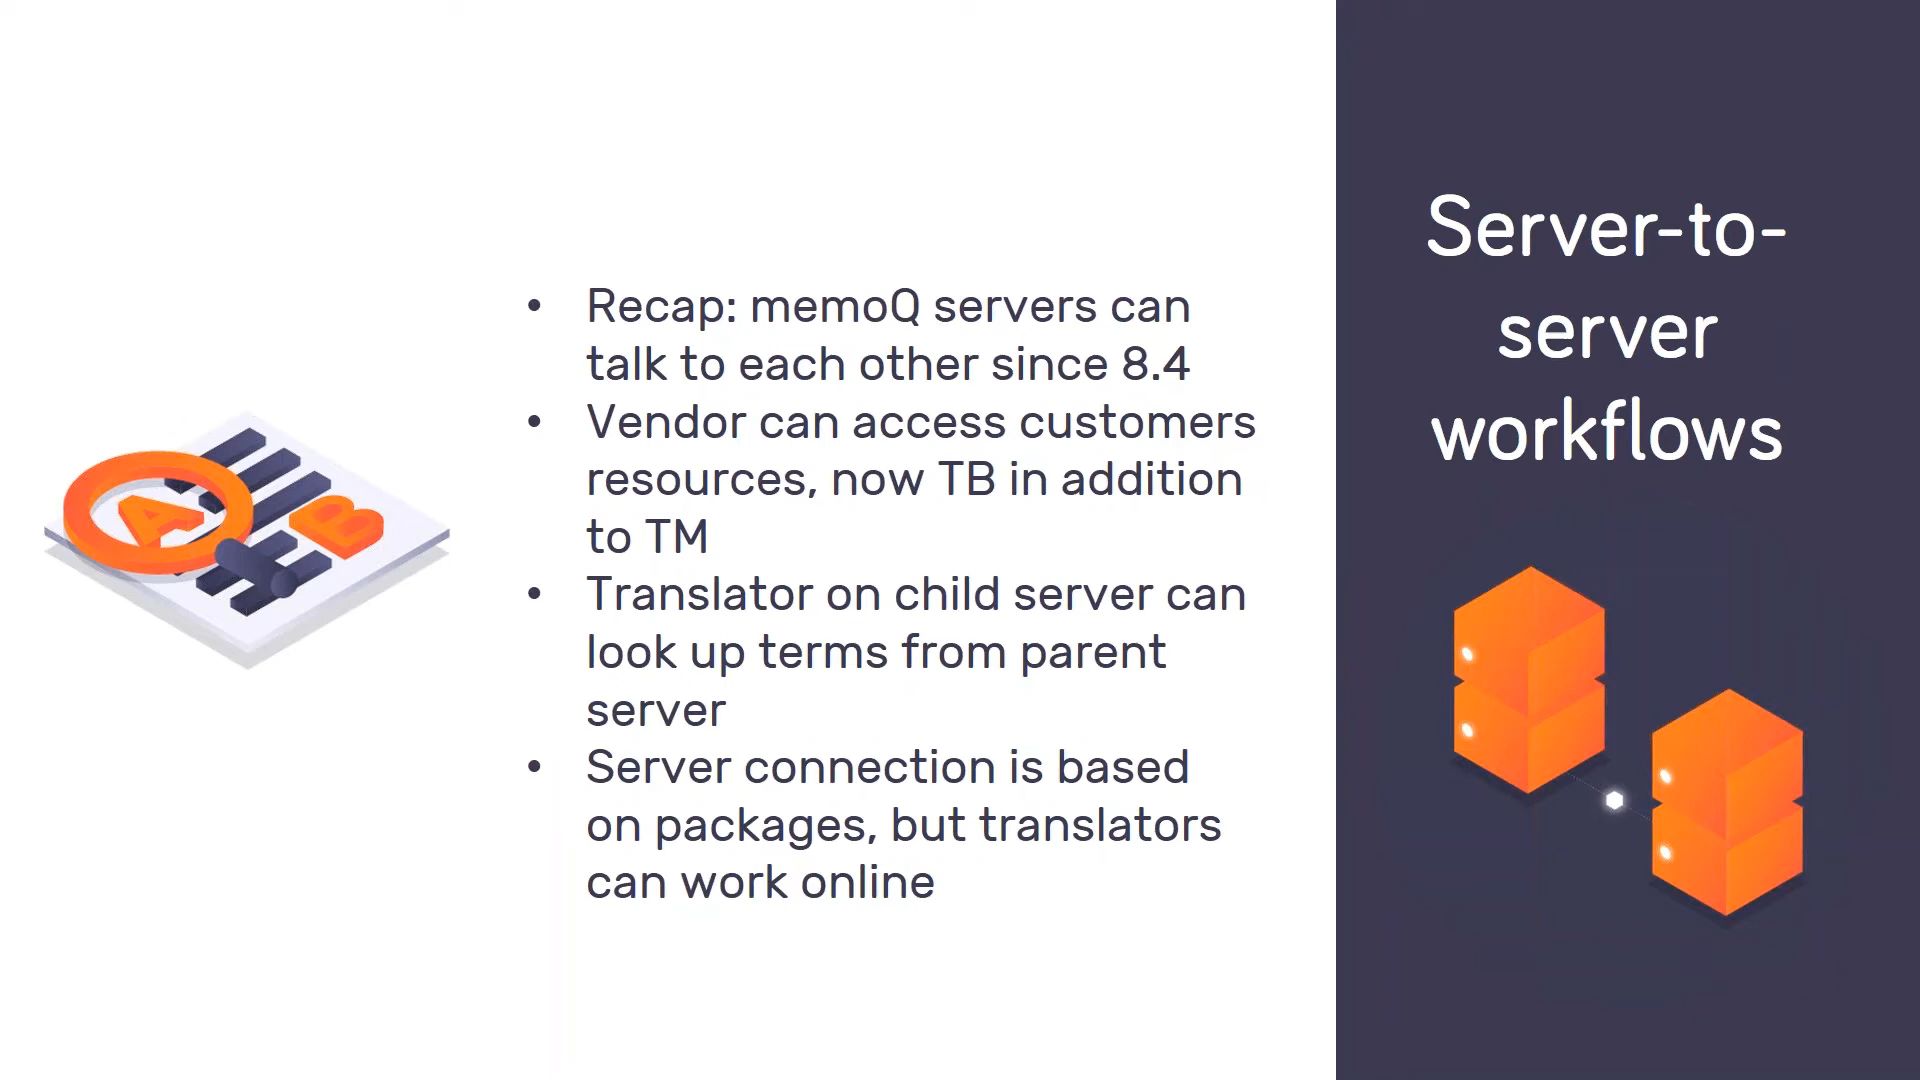 Server-to-
server
workflows
• Recap: memoQ servers can
talk to each other since 8.4
• Vendor can access customers
resources, now TB in addition
to TM
• Translator on child server can
look up terms from parent
server
• Server connection is based
on packages, but translators
can work online
A
B